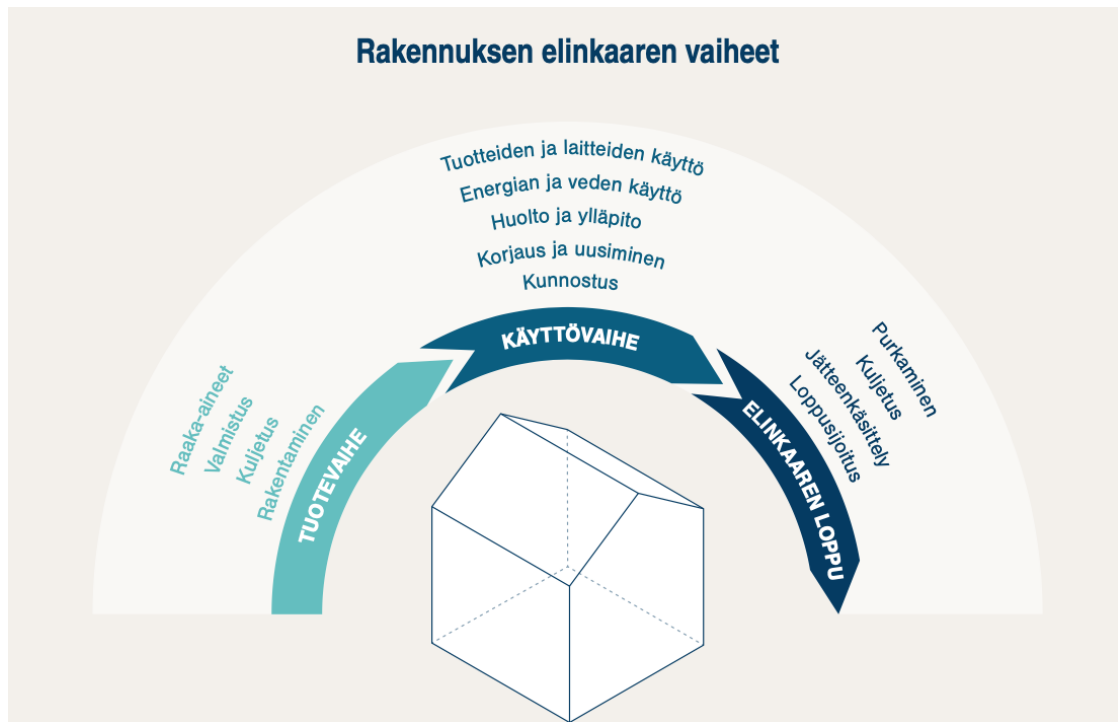 Rakennuksen elinkaaren vaiheet
Tuotteiden ja laitteiden käyttö
Energian ja veden käyttö
Huolto ja ylläpito
Korjaus ja uusiminen
Kunnostus
KÄYTTÖVAIHE
Raaka-aineet
Valmistus
Kuljetus
Rakentaminen
TUOTEVAIHE
Purkaminen
Kuljetus
Jätteenkäsittely
Loppusijoitus
ELINKAAREN LOPPU